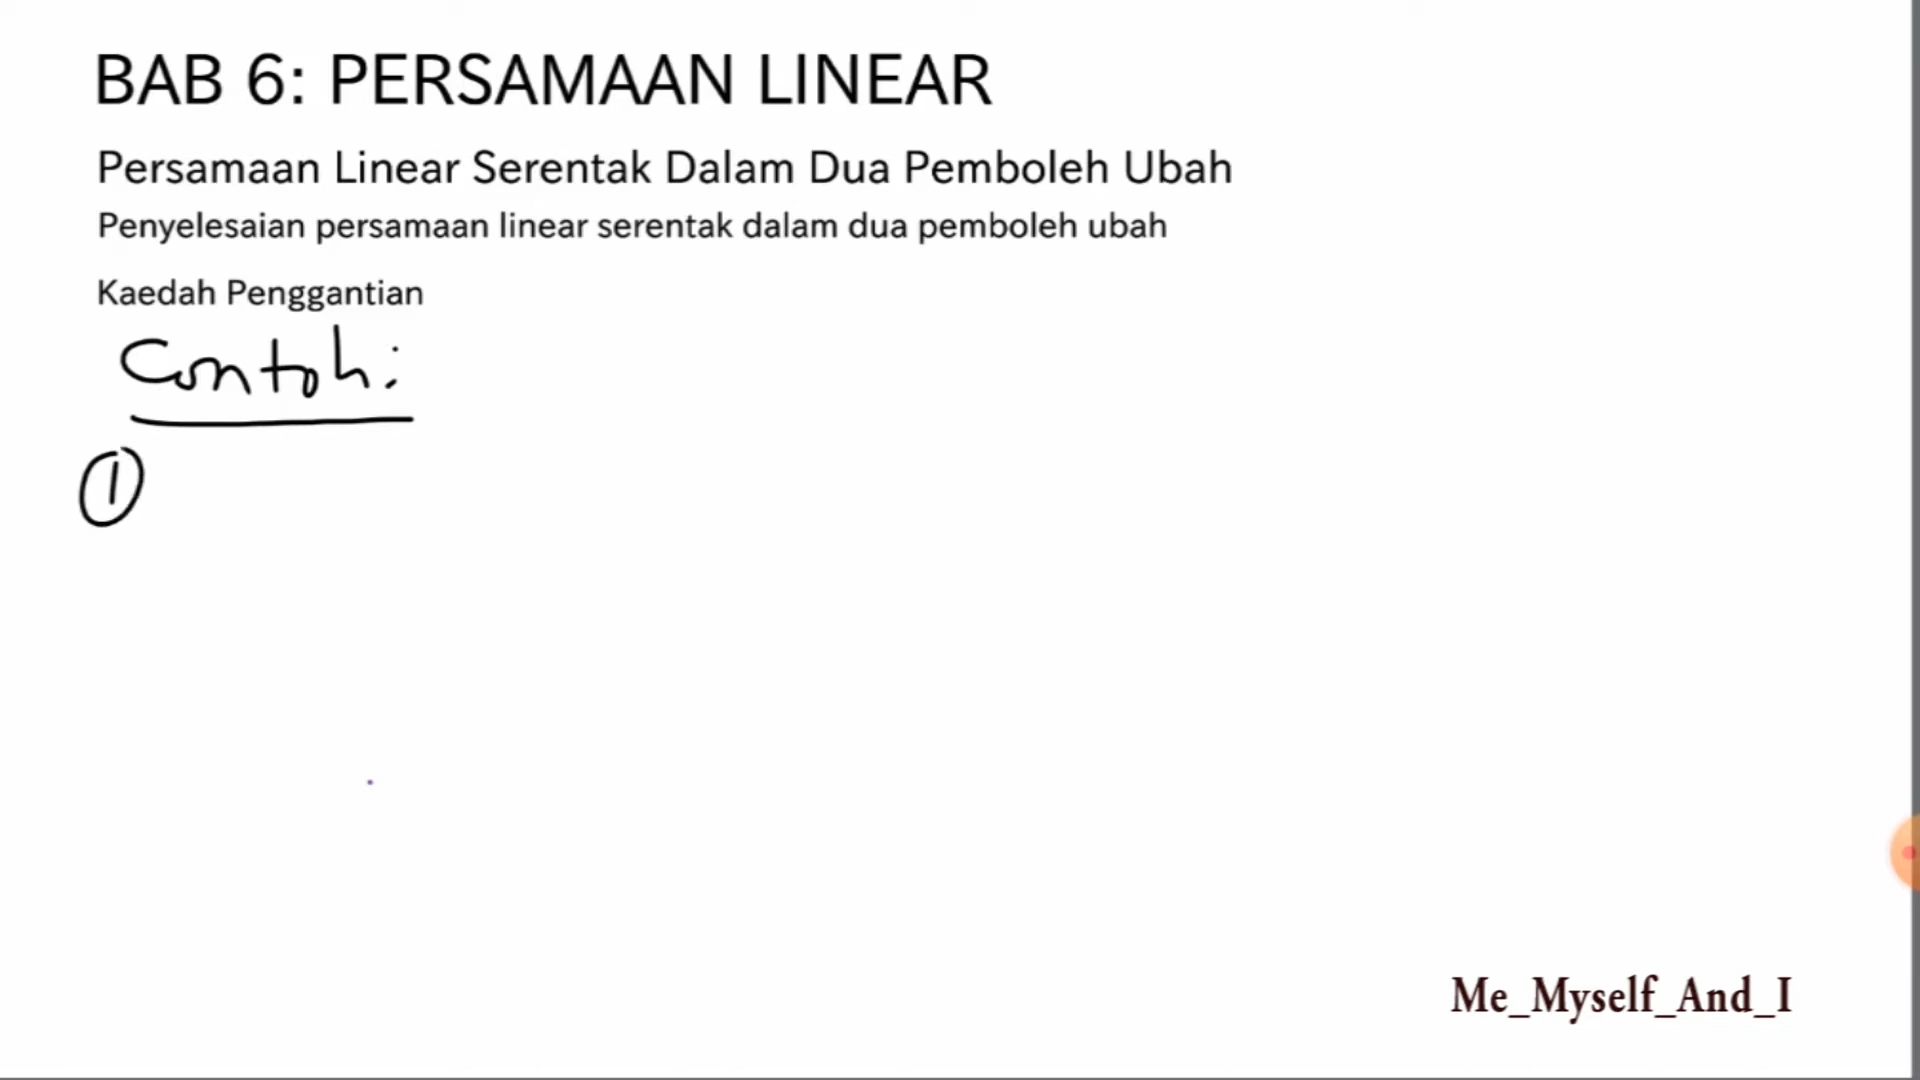 BAB 6: PERSAMAAN LINEAR
Persamaan Linear Serentak Dalam Dua Pemboleh Ubah
Penyelesaian persamaan linear serentak dalam dua pemboleh ubah
Kaedah Penggantian
Contoh:
①
Me_Myself_And_I